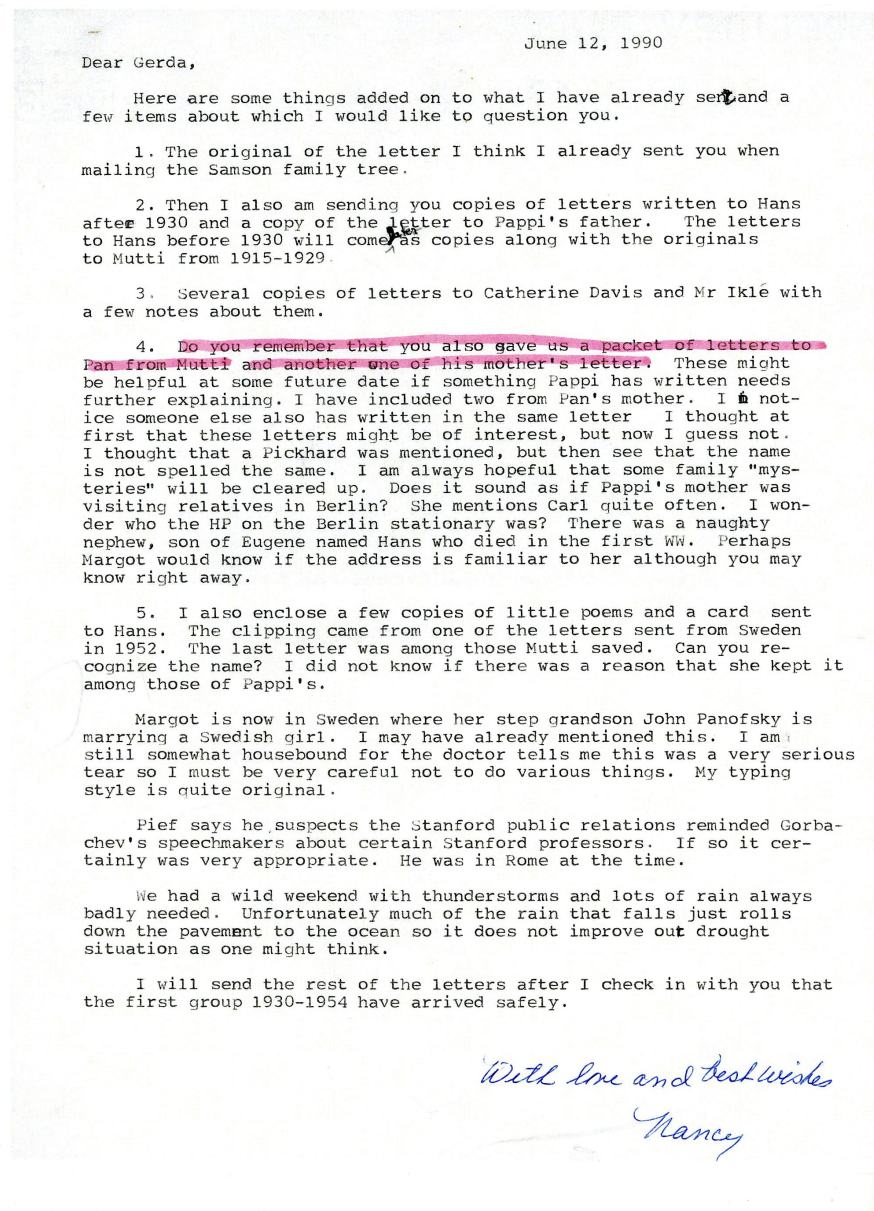 June 12, 1990
Dear Gerda,
Here are some things added on to what I have already sent and a
few items about which I would like to question you.
1. The original of the letter I think I already sent you when
mailing the Samson family tree.
2. Then I also am sending you copies of letters written to Hans
after 1930 and a copy of the letter to Pappi's father. The letters
to Hans before 1930 will come later as copies along with the originals
to Mutti from 1915-1929.
3. Several copies of letters to Catherine Davis and Mr Iklé with
a few notes about them.
4. Do you remember that you also gave us a packet of letters to
Pan from Mutti and another one of his mother's letter. These might
be helpful at some future date if something Pappi has written needs
further explaining. I have included two from Pan's mother. I not-
ice someone else also has written in the same letter I thought at
first that these letters might be of interest, but now I guess not.
I thought that a Pickhard was mentioned, but then see that the name
is not spelled the same. I am always hopeful that some family "mys-
teries" will be cleared up. Does it sound as if Pappi's mother was
visiting relatives in Berlin? She mentions Carl quite often. I won-
der who the HP on the Berlin stationary was? There was a naughty
nephew, son of Eugene named Hans who died in the first WW. Perhaps
Margot would know if the address is familiar to her although you may
know right away.
5. I also enclose a few copies of little poems and a card sent
to Hans. The clipping came from one of the letters sent from Sweden
in 1952. The last letter was among those Mutti saved. Can you re-
cognize the name? I did not know if there was a reason that she kept it
among those of Pappi's.
Margot is now in Sweden where her step grandson John Panofsky is
marrying a Swedish girl. I may have already mentioned this. I am
still somewhat housebound for the doctor tells me this was a very serious
tear so I must be very careful not to do various things. My typing
style is quite original.
Pief says he suspects the Stanford public relations reminded Gorba-
chev's speechmakers about certain Stanford professors. If so it cer-
tainly was very appropriate. He was in Rome at the time.
We had a wild weekend with thunderstorms and lots of rain always
badly needed. Unfortunately much of the rain that falls just rolls
down the pavement to the ocean so it does not improve out drought
situation as one might think.
I will send the rest of the letters after I check in with you that
the first group 1930-1954 have arrived safely.
With love and best wishes
Nancy